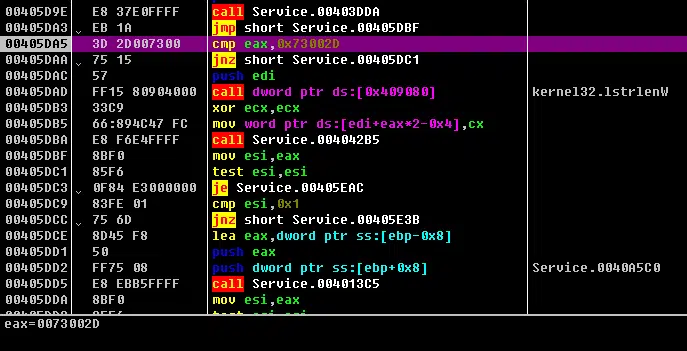 00405D9E E8 37E0FFFF call Service.00403DDA
00405DA3 EB 1A jmp short Service.00405DBF
00405DA5 3D 2D007300 cmp eax,0x73002D
00405DAA 75 15 jnz short Service.00405DC1
00405DAC 57 push edi
00405DAD FF15 80904000 call dword ptr ds:[0x409080] kernel32.lstrlenW
00405DB3 33C9 xor ecx,ecx
00405DB5 66:894C47 FC mov word ptr ds:[edi+eax*2-0x4],cx
00405DBA E8 F6E4FFFF call Service.004042B5
00405DBF 8BF0 mov esi,eax
00405DC1 85F6 test esi,esi
00405DC3 0F84 E3000000 je Service.00405EAC
00405DC9 83FE 01 cmp esi,0x1
00405DCC 75 6D jnz short Service.00405E3B
00405DCE 8D45 F8 lea eax,dword ptr ss:[ebp-0x8]
00405DD1 50 push eax
00405DD2 FF75 08 push dword ptr ss:[ebp+0x8] Service.0040A5C0
00405DD5 E8 EBB5FFFF call Service.004013C5
00405DDA 8BF0 mov esi,eax
eax=0073002D